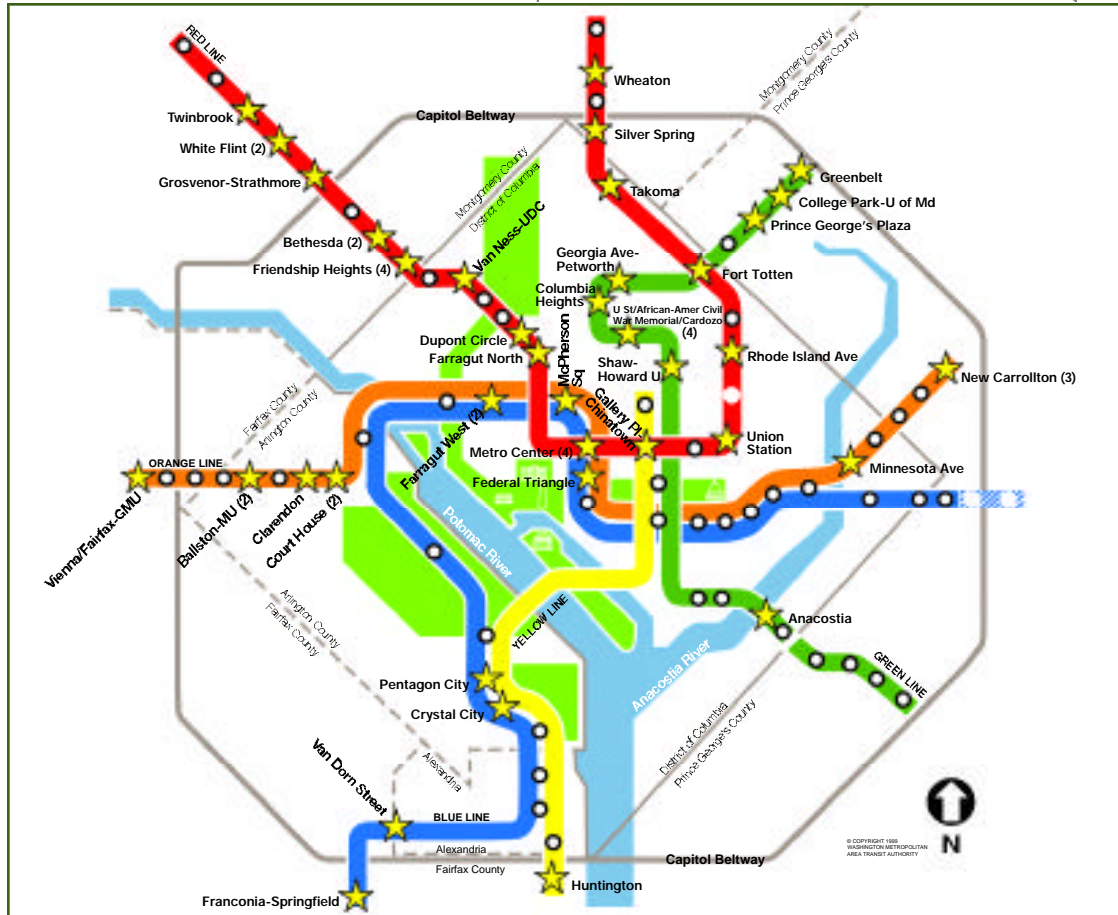 RED LINE
Wheaton
Montgomery County
Prince George's County
Twinbrook
Capitol Beltway
Silver Spring
White Flint (2)
Grosvenor-Strathmore
Montgomery County
District of Columbia
Takoma
Greenbelt
College Park-U of Md
Prince George's Plaza
Bethesda (2)
Van Ness-UDC
Friendship Heights (4)
Georgia Ave-
Petworth
Fort Totten
Columbia
Heights
U St/African-Amer Civil
War Memorial/Cardozo
(4)
Dupont Circle
Farragut North
McPherson
Sq
Shaw-
Howard U
Rhode Island Ave
New Carrollton (3)
Fairfax County
Arlington County
Gallery Pl-
Chinatown
Farragut West (2)
Metro Center (4)
Union
Station
ORANGE LINE
Federal Triangle
Minnesota Ave
Vienna/Fairfax-GMU
Ballston-MU (2)
Clarendon
Court House (2)
Potomac River
Arlington County
Fairfax County
YELLOW LINE
Anacostia
Anacostia River
GREEN LINE
Pentagon City
Crystal City
District of Columbia
Prince George's County
Van Dorn Street
Alexandria
BLUE LINE
Alexandria
Fairfax County
Capitol Beltway
© COPYRIGHT 1999
WASHINGTON METROPOLITAN
AREA TRANSIT AUTHORITY
N
Huntington
Franconia-Springfield